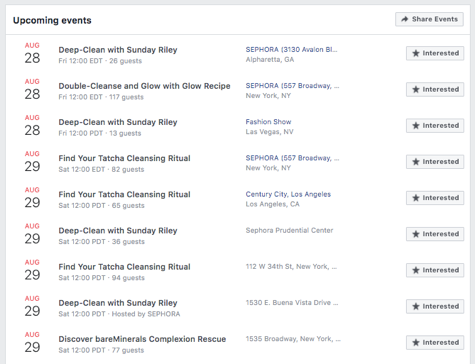 Upcoming events
Share Events
AUG
28
Deep-Clean with Sunday Riley
Fri 12:00 EDT · 26 guests
SEPHORA (3130 Avalon Bl...
Alpharetta, GA
Interested
AUG
28
Double-Cleanse and Glow with Glow Recipe
Fri 12:00 EDT · 117 guests
SEPHORA (557 Broadway, ...
New York, NY
Interested
AUG
28
Deep-Clean with Sunday Riley
Fri 12:00 PDT · 13 guests
Fashion Show
Las Vegas, NV
Interested
AUG
29
Find Your Tatcha Cleansing Ritual
Sat 12:00 EDT · 82 guests
SEPHORA (557 Broadway, ...
New York, NY
Interested
AUG
29
Find Your Tatcha Cleansing Ritual
Sat 12:00 PDT · 65 guests
Century City, Los Angeles
Los Angeles, CA
Interested
AUG
29
Deep-Clean with Sunday Riley
Sat 12:00 PDT · 36 guests
Sephora Prudential Center
Interested
AUG
29
Find Your Tatcha Cleansing Ritual
Sat 12:00 PDT · 94 guests
112 W 34th St, New York, ...
Interested
AUG
29
Deep-Clean with Sunday Riley
Sat 12:00 PDT · Hosted by SEPHORA
1530 E. Buena Vista Drive ...
Interested
AUG
29
Discover bareMinerals Complexion Rescue
Sat 12:00 PDT · 77 guests
1535 Broadway, New York, ...
Interested